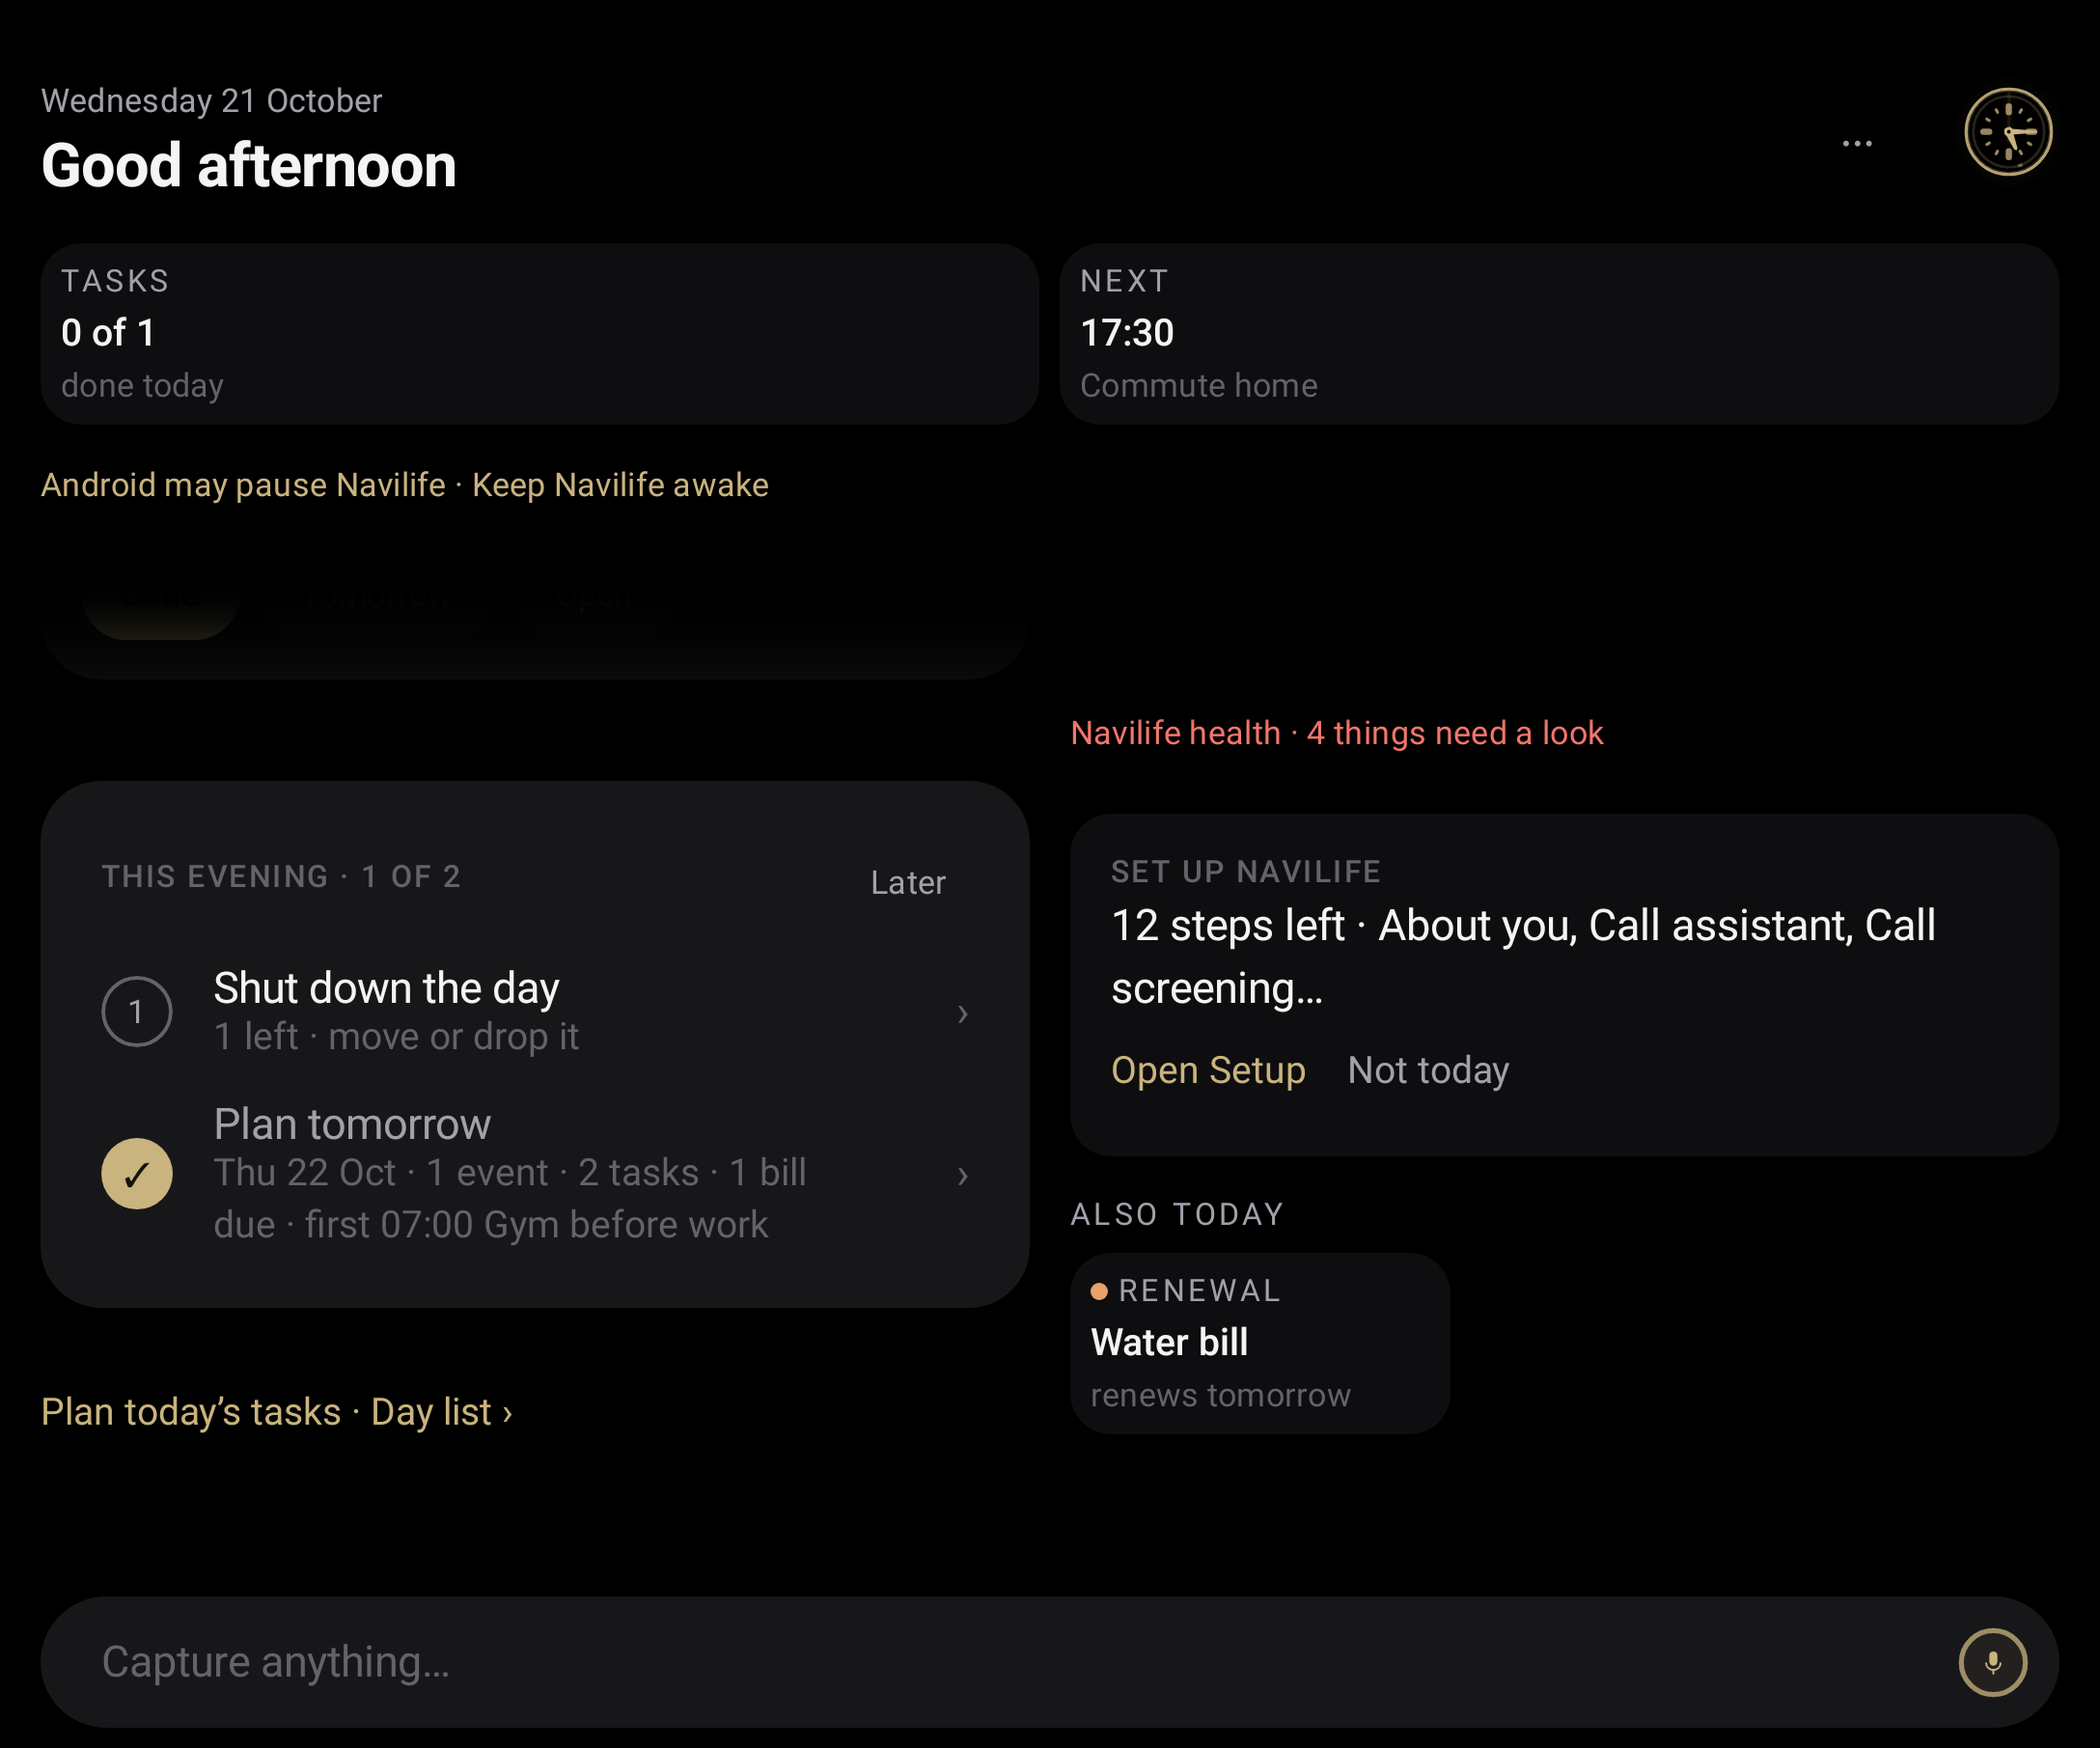 Wednesday 21 October
Good afternoon
...
TASKS
0 of 1
done today
NEXT
17:30
Commute home
Android may pause Navilife · Keep Navilife awake
Done
Tomorrow
Open
THIS EVENING · 1 OF 2
Later
1
Shut down the day
1 left · move or drop it
›
✓
Plan tomorrow
Thu 22 Oct · 1 event · 2 tasks · 1 bill
due · first 07:00 Gym before work
›
Plan today’s tasks · Day list ›
Navilife health · 4 things need a look
SET UP NAVILIFE
12 steps left · About you, Call assistant, Call
screening…
Open Setup
Not today
ALSO TODAY
RENEWAL
Water bill
renews tomorrow
Capture anything…